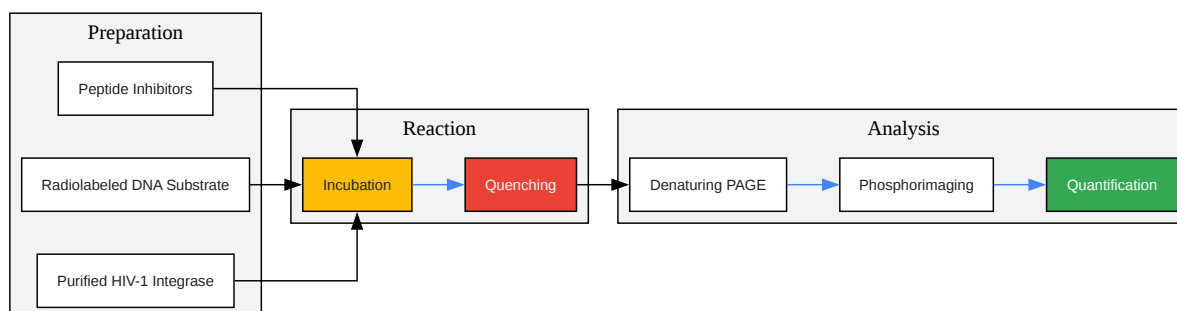 Preparation
Peptide Inhibitors
Radiolabeled DNA Substrate
Purified HIV-1 Integrase
Reaction
Incubation
Quenching
Analysis
Denaturing PAGE
Phosphorimaging
Quantification